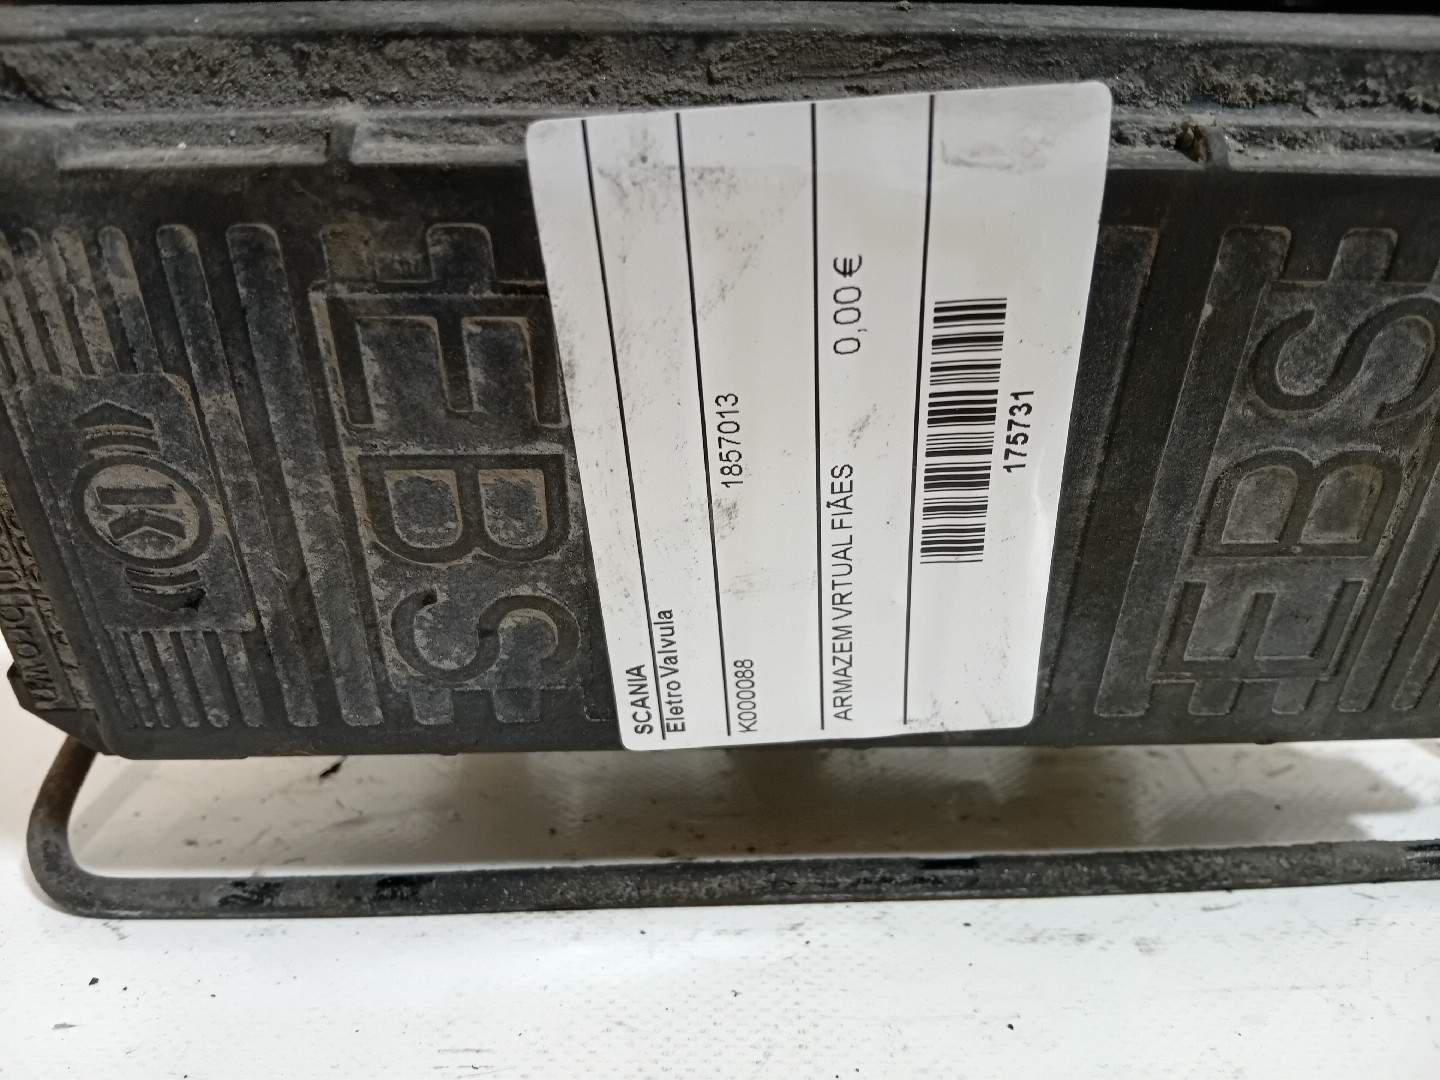 SCANIA
Eletro Valvula
K000088 1857013
ARMAZEM VRTUAL FIÃES 0,00€
175731
EBS
EBS
K